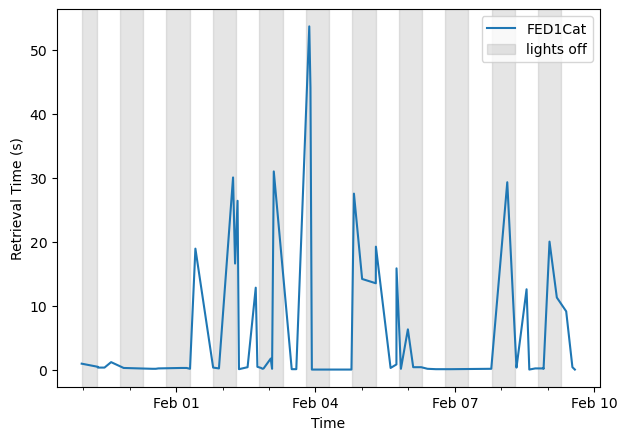 FED1Cat
lights off
Retrieval Time (s)
50
40
30
20
10
0
Feb 01
Feb 04
Feb 07
Feb 10
Time